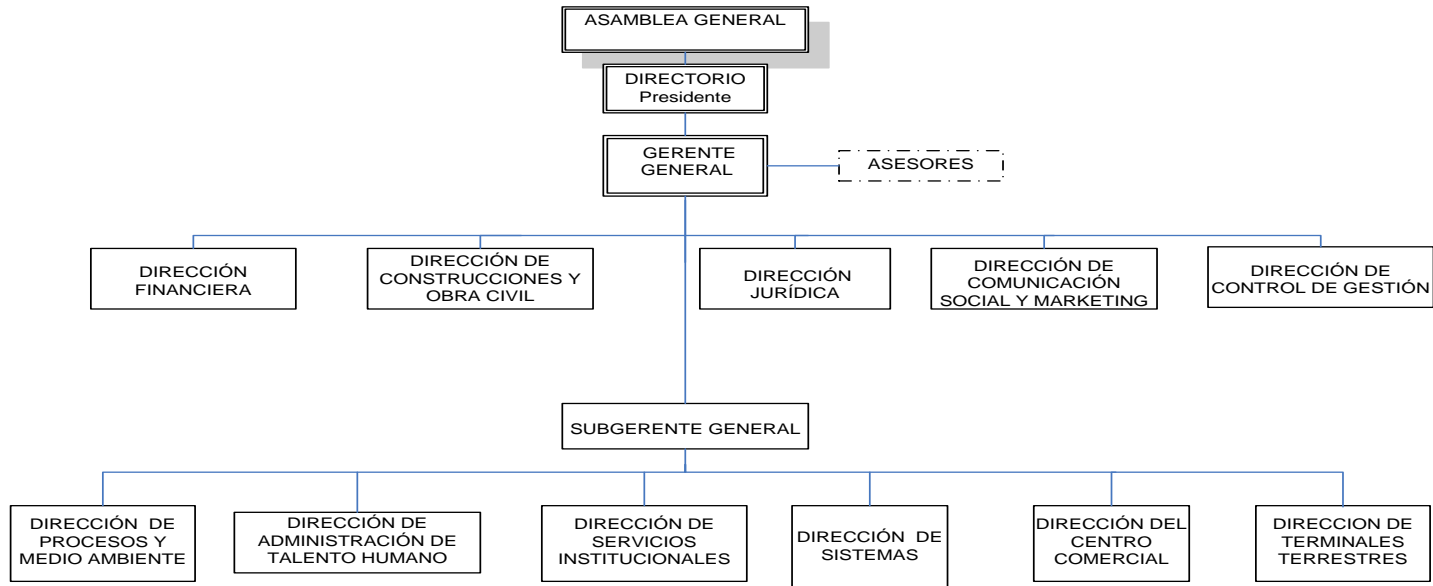 ASAMBLEA GENERAL
DIRECTORIO
Presidente
GERENTE
GENERAL
ASESORES
DIRECCIÓN
FINANCIERA
DIRECCIÓN DE
CONSTRUCCIONES Y
OBRA CIVIL
DIRECCIÓN
JURÍDICA
DIRECCIÓN DE
COMUNICACIÓN
SOCIAL Y MARKETING
DIRECCIÓN DE
CONTROL DE GESTIÓN
SUBGERENTE GENERAL
DIRECCIÓN DE
PROCESOS Y
MEDIO AMBIENTE
DIRECCIÓN DE
ADMINISTRACIÓN DE
TALENTO HUMANO
DIRECCIÓN DE
SERVICIOS
INSTITUCIONALES
DIRECCIÓN DE
SISTEMAS
DIRECCIÓN DEL
CENTRO
COMERCIAL
DIRECCION DE
TERMINALES
TERRESTRES